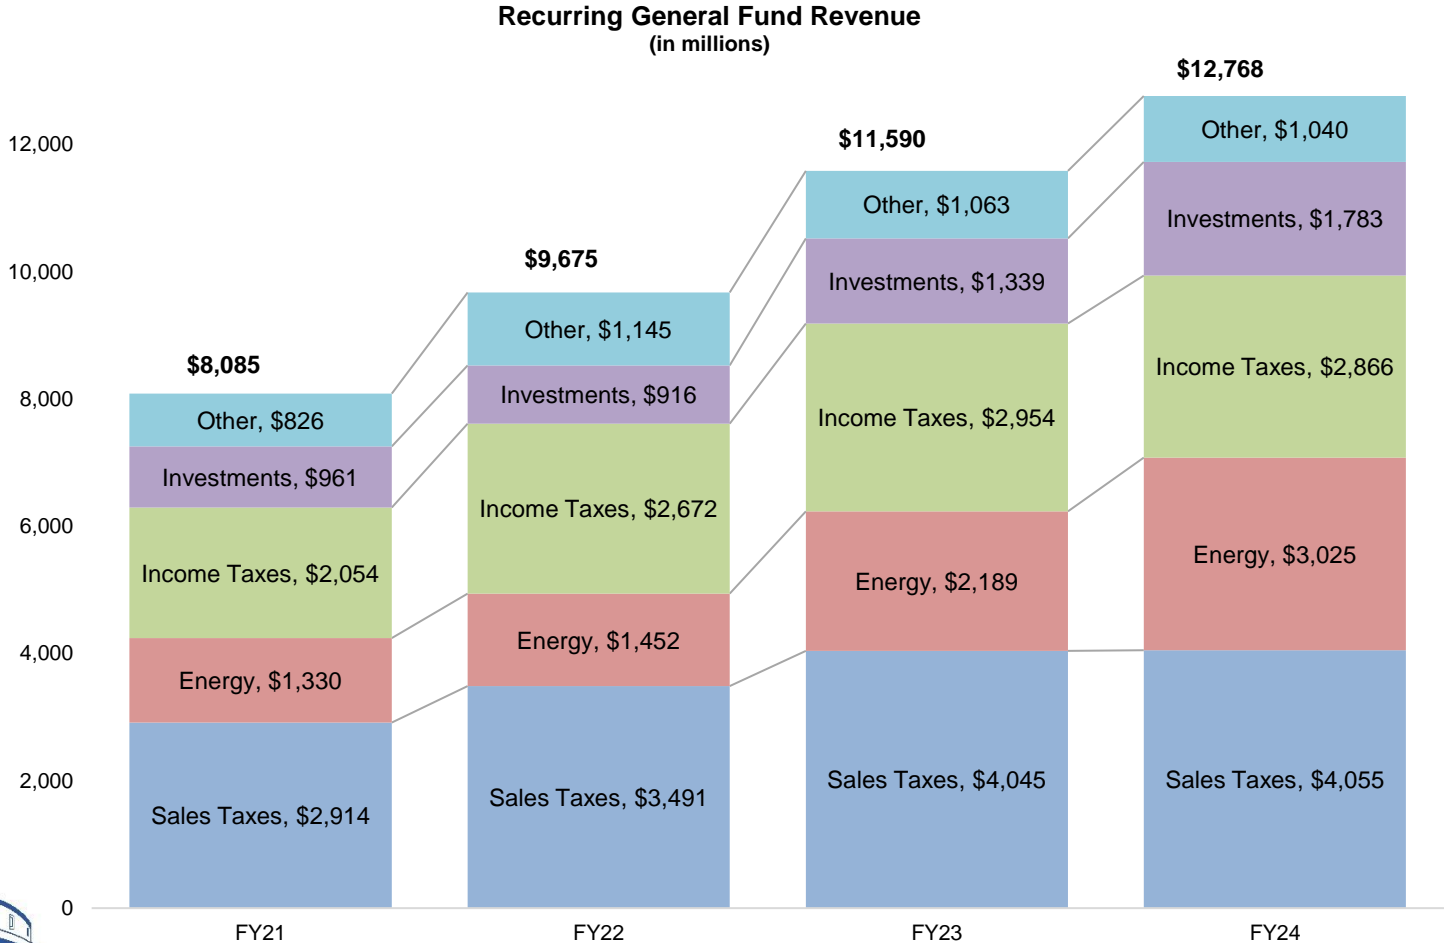 Recurring General Fund Revenue
(in millions)
$12,768
12,000
Other, $1,040
$11,590
Other, $1,063
Investments, $1,783
10,000
$9,675
Investments, $1,339
Other, $1,145
$8,085
Income Taxes, $2,866
8,000
Investments, $916
Other, $826
Income Taxes, $2,954
Investments, $961
Income Taxes, $2,672
6,000
Energy, $3,025
Income Taxes, $2,054
Energy, $2,189
4,000
Energy, $1,452
Energy, $1,330
2,000
Sales Taxes, $4,045
Sales Taxes, $4,055
Sales Taxes, $3,491
Sales Taxes, $2,914
0
FY21
FY22
FY23
FY24